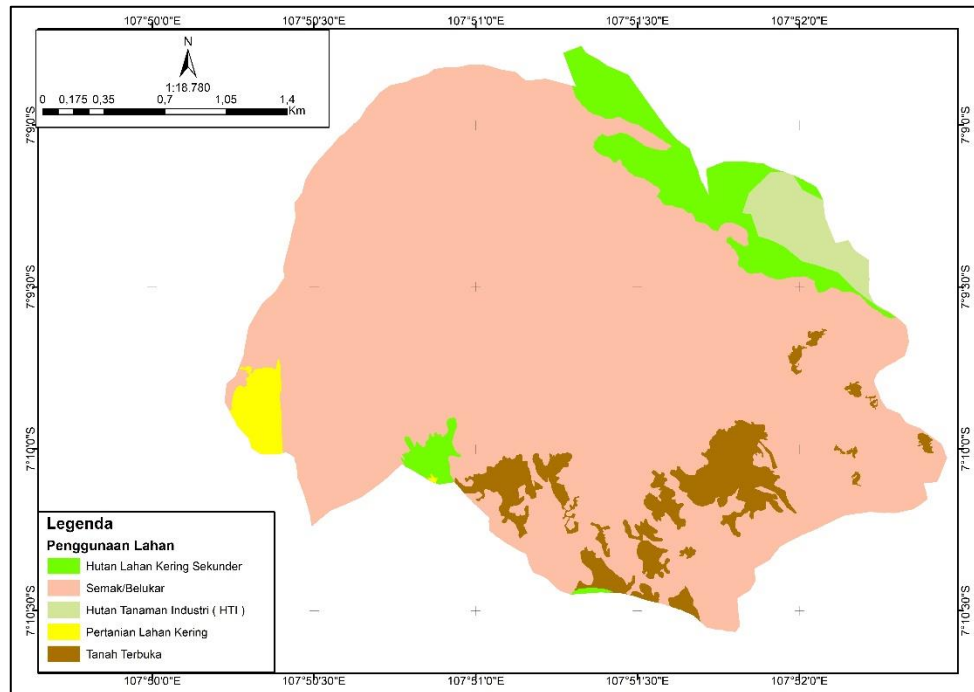 107°50'0"E 107°50'30"E 107°51'0"E 107°51'30"E 107°52'0"E
N
1:18.780
0 0,175 0,35 0,7 1,05 1,4
Km
7°9'0"S 7°9'0"S
7°9'30"S 7°9'30"S
7°10'0"S 7°10'0"S
7°10'30"S 7°10'30"S
Legenda
Penggunaan Lahan
Hutan Lahan Kering Sekunder
Semak/Belukar
Hutan Tanaman Industri ( HTI )
Pertanian Lahan Kering
Tanah Terbuka
107°50'0"E 107°50'30"E 107°51'0"E 107°51'30"E 107°52'0"E